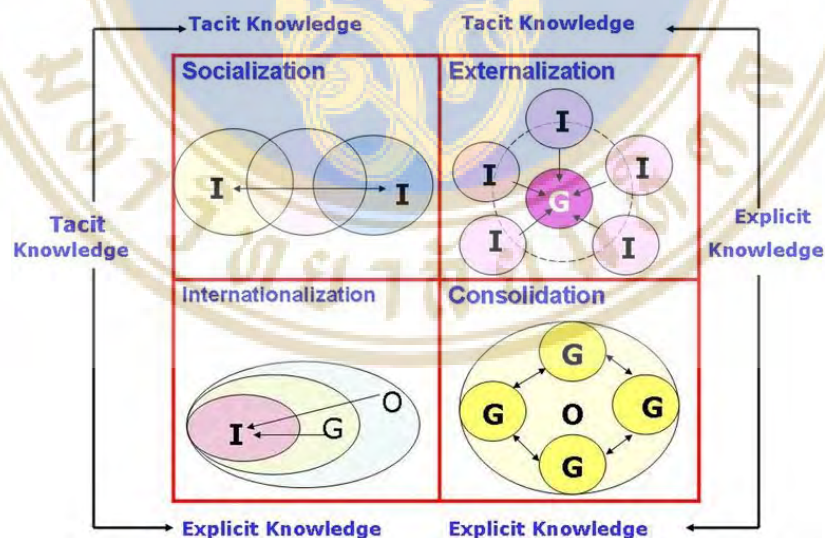 Tacit Knowledge Tacit Knowledge
Socialization Externalization
I I
I
I I
G
I I
Tacit
Knowledge
Explicit
Knowledge
Internationalization Consolidation
G
O
G
I
G O G
G
Explicit Knowledge Explicit Knowledge